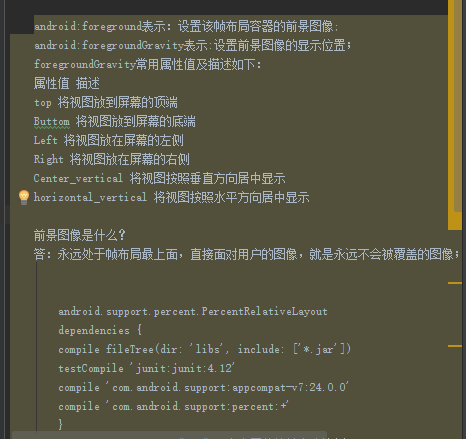 android:foreground表示：设置该帧布局容器的前景图像;
android:foregroundGravity表示:设置前景图像的显示位置；
foregroundGravity常用属性值及描述如下：
属性值 描述
top 将视图放到屏幕的顶端
Buttom 将视图放到屏幕的底端
Left 将视图放在屏幕的左侧
Right 将视图放在屏幕的右侧
Center_vertical 将视图按照垂直方向居中显示
horizontal_vertical 将视图按照水平方向居中显示
前景图像是什么？
答：永远处于帧布局最上面，直接面对用户的图像，就是永远不会被覆盖的图像；
android.support.percent.PercentRelativeLayout
dependencies {
compile fileTree(dir: 'libs', include: ['*.jar'])
testCompile 'junit:junit:4.12'
compile 'com.android.support:appcompat-v7:24.0.0'
compile 'com.android.support:percent:+'
}